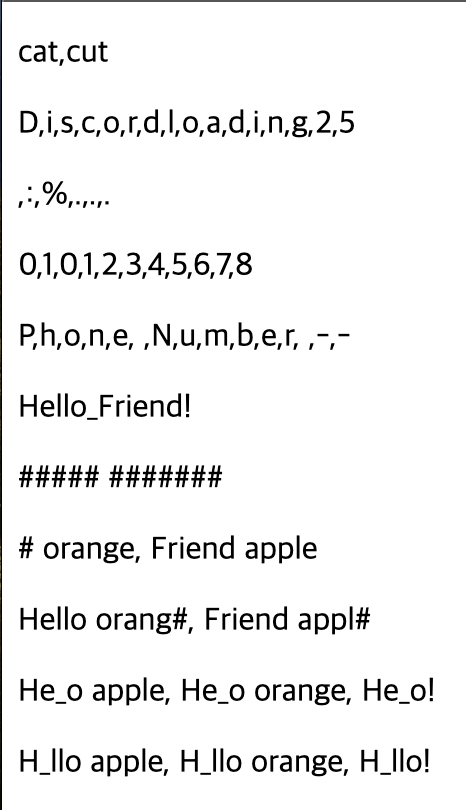 cat,cut
D,i,s,c,o,r,d,l,o,a,d,i,n,g,2,5
,:,%,.,.,.
0,1,0,1,2,3,4,5,6,7,8
P,h,o,n,e, ,N,u,m,b,e,r, ,-,-
Hello_Friend!
##### #######
# orange, Friend apple
Hello orang#, Friend appl#
He_o apple, He_o orange, He_o!
H_llo apple, H_llo orange, H_llo!